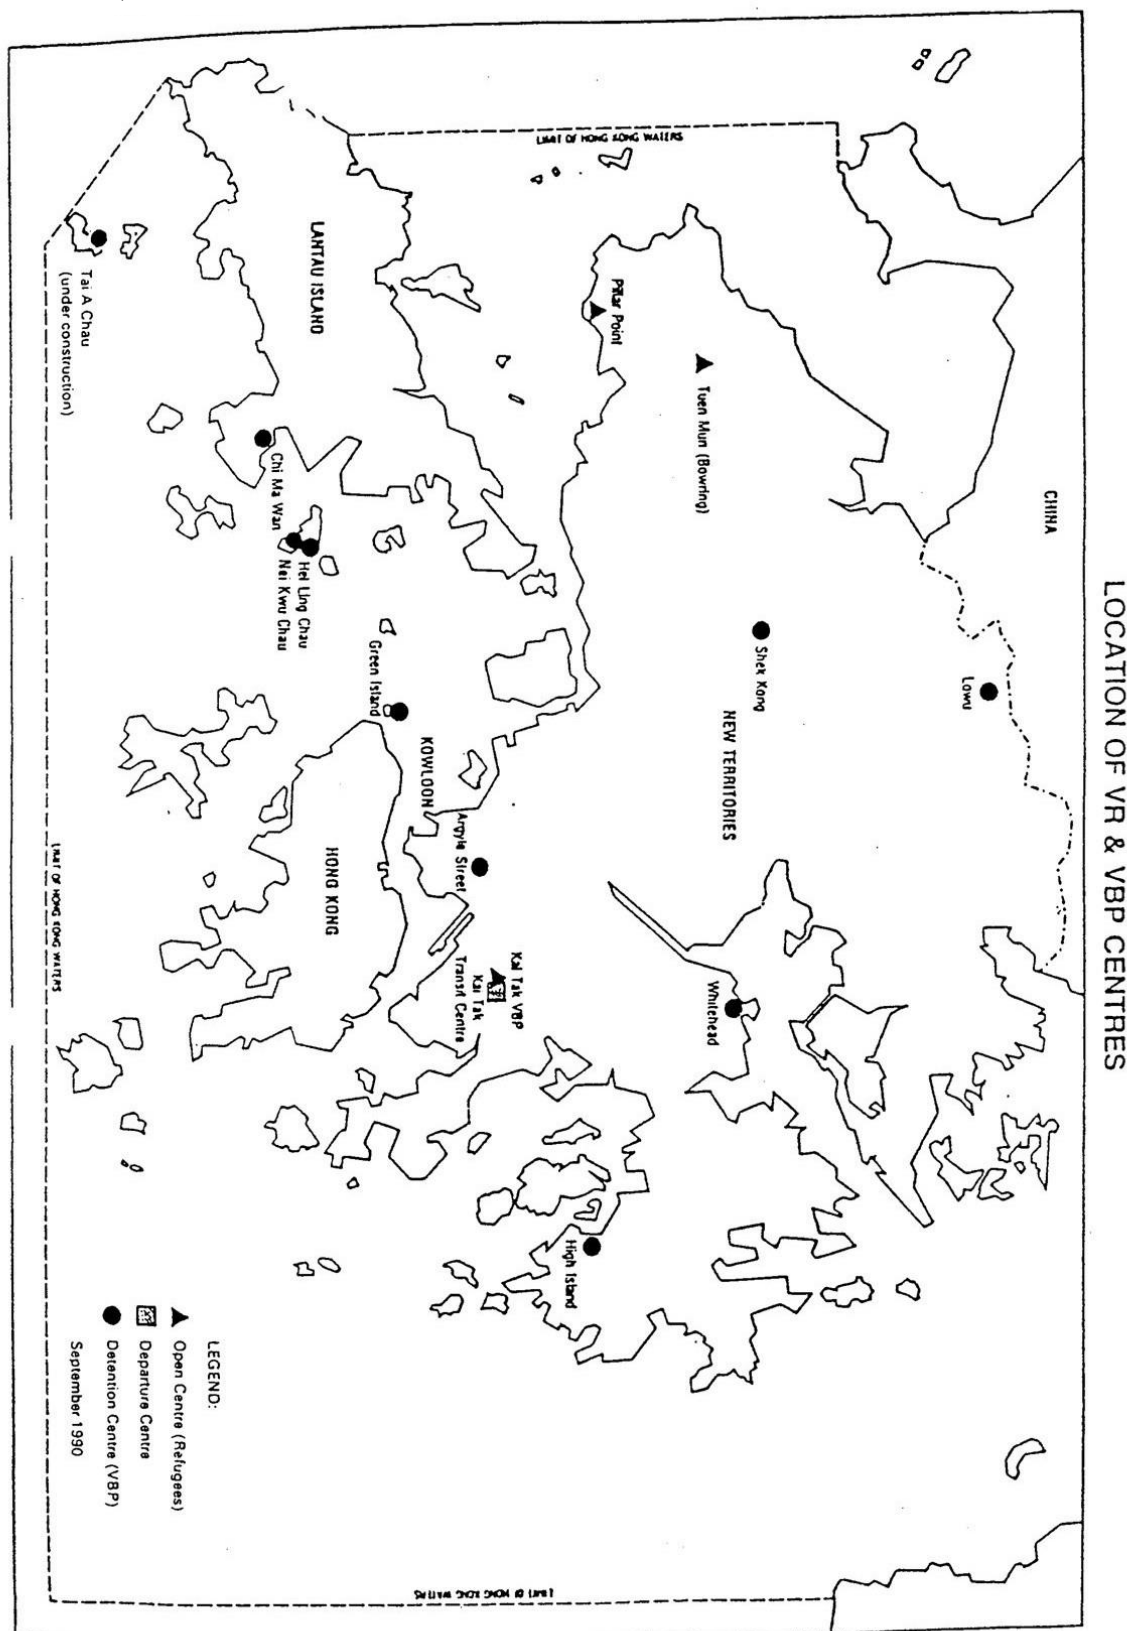 LOCATION OF VR & VBP CENTRES
CHINA
Lowu
LIMIT OF HONG KONG WATERS
Tuen Mun (Bowring)
Pillar Point
Shek Kong
NEW TERRITORIES
Whitehead
LANTAU ISLAND
Chi Ma Wan
Hei Ling Chau
Nei Kwu Chau
Green Island
KOWLOON
Argyle Street
Kai Tak VBP
Kai Tak
Transit Centre
High Island
HONG KONG
Tai A Chau
(under construction)
LIMIT OF HONG KONG WATERS
LIMIT OF HONG KONG WATERS
LEGEND:
Open Centre (Refugees)
Departure Centre
Detention Centre (VBP)
September 1990